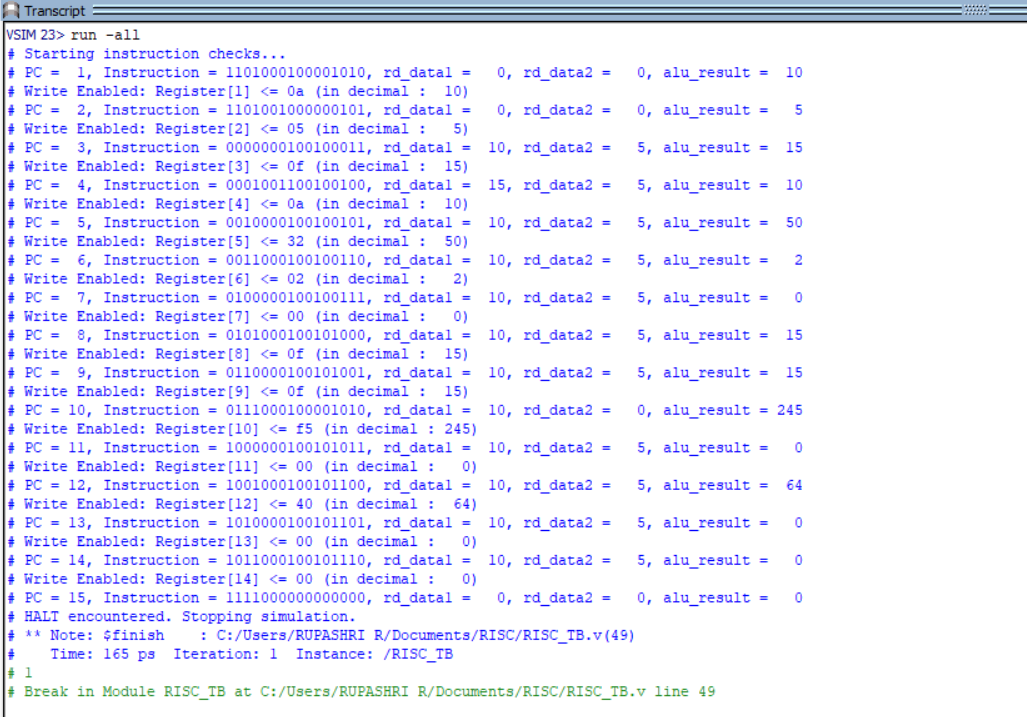 Transcript
VSIM 23> run -all
# Starting instruction checks...
# PC =  1, Instruction = 1101000100001010, rd_data1 =   0, rd_data2 =   0, alu_result =  10
# Write Enabled: Register[1] <= 0a (in decimal :  10)
# PC =  2, Instruction = 1101001000000101, rd_data1 =   0, rd_data2 =   0, alu_result =   5
# Write Enabled: Register[2] <= 05 (in decimal :   5)
# PC =  3, Instruction = 0000000100100011, rd_data1 =  10, rd_data2 =   5, alu_result =  15
# Write Enabled: Register[3] <= 0f (in decimal :  15)
# PC =  4, Instruction = 0001001100100100, rd_data1 =  15, rd_data2 =   5, alu_result =  10
# Write Enabled: Register[4] <= 0a (in decimal :  10)
# PC =  5, Instruction = 0010000100100101, rd_data1 =  10, rd_data2 =   5, alu_result =  50
# Write Enabled: Register[5] <= 32 (in decimal :  50)
# PC =  6, Instruction = 0011000100100110, rd_data1 =  10, rd_data2 =   5, alu_result =   2
# Write Enabled: Register[6] <= 02 (in decimal :   2)
# PC =  7, Instruction = 0100000100100111, rd_data1 =  10, rd_data2 =   5, alu_result =   0
# Write Enabled: Register[7] <= 00 (in decimal :   0)
# PC =  8, Instruction = 0101000100101000, rd_data1 =  10, rd_data2 =   5, alu_result =  15
# Write Enabled: Register[8] <= 0f (in decimal :  15)
# PC =  9, Instruction = 0110000100101001, rd_data1 =  10, rd_data2 =   5, alu_result =  15
# Write Enabled: Register[9] <= 0f (in decimal :  15)
# PC = 10, Instruction = 0111000100001010, rd_data1 =  10, rd_data2 =   0, alu_result = 245
# Write Enabled: Register[10] <= f5 (in decimal : 245)
# PC = 11, Instruction = 1000000100101011, rd_data1 =  10, rd_data2 =   5, alu_result =   0
# Write Enabled: Register[11] <= 00 (in decimal :   0)
# PC = 12, Instruction = 1001000100101100, rd_data1 =  10, rd_data2 =   5, alu_result =  64
# Write Enabled: Register[12] <= 40 (in decimal :  64)
# PC = 13, Instruction = 1010000100101101, rd_data1 =  10, rd_data2 =   5, alu_result =   0
# Write Enabled: Register[13] <= 00 (in decimal :   0)
# PC = 14, Instruction = 1011000100101110, rd_data1 =  10, rd_data2 =   5, alu_result =   0
# Write Enabled: Register[14] <= 00 (in decimal :   0)
# PC = 15, Instruction = 1111000000000000, rd_data1 =   0, rd_data2 =   0, alu_result =   0
# HALT encountered. Stopping simulation.
# ** Note: $finish    : C:/Users/RUPASHRI R/Documents/RISC/RISC_TB.v(49)
#    Time: 165 ps  Iteration: 1  Instance: /RISC_TB
# 1
# Break in Module RISC_TB at C:/Users/RUPASHRI R/Documents/RISC/RISC_TB.v line 49